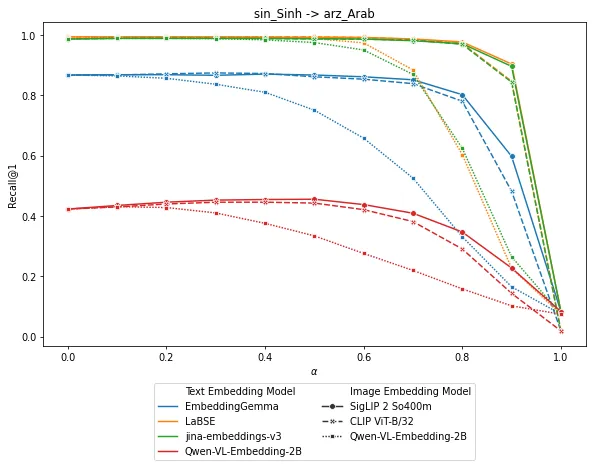 sin_Sinh -> arz_Arab
Recall@1
1.0
0.8
0.6
0.4
0.2
0.0
0.0 0.2 0.4 0.6 0.8 1.0
α
Text Embedding Model
EmbeddingGemma
LaBSE
jina-embeddings-v3
Qwen-VL-Embedding-2B
Image Embedding Model
SigLIP 2 So400m
CLIP ViT-B/32
Qwen-VL-Embedding-2B